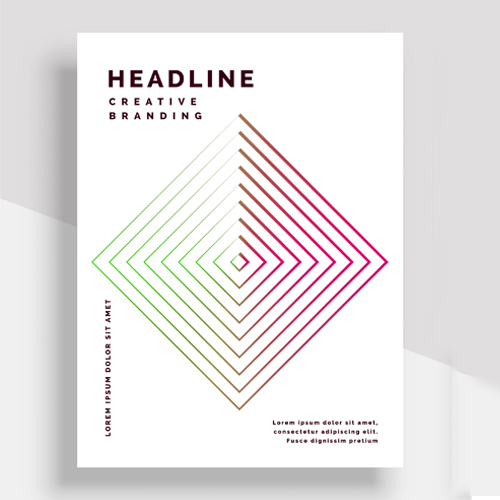 HEADLINE
CREATIVE
BRANDING
LOREM IPSUM DOLOR SIT AMET
Lorem ipsum dolor sit amet,
consectetur adipiscing elit.
Fusce dignissim pretium